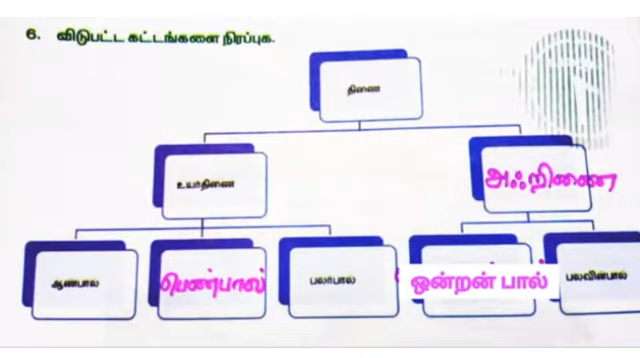 6. விடுபட்ட கட்டங்களை நிரப்புக.
திணை
உயர்திணை
அஃறிணை
ஆண்பால்
பெண்பால்
பலர்பால்
ஒன்றன் பால்
பலவின்பால்